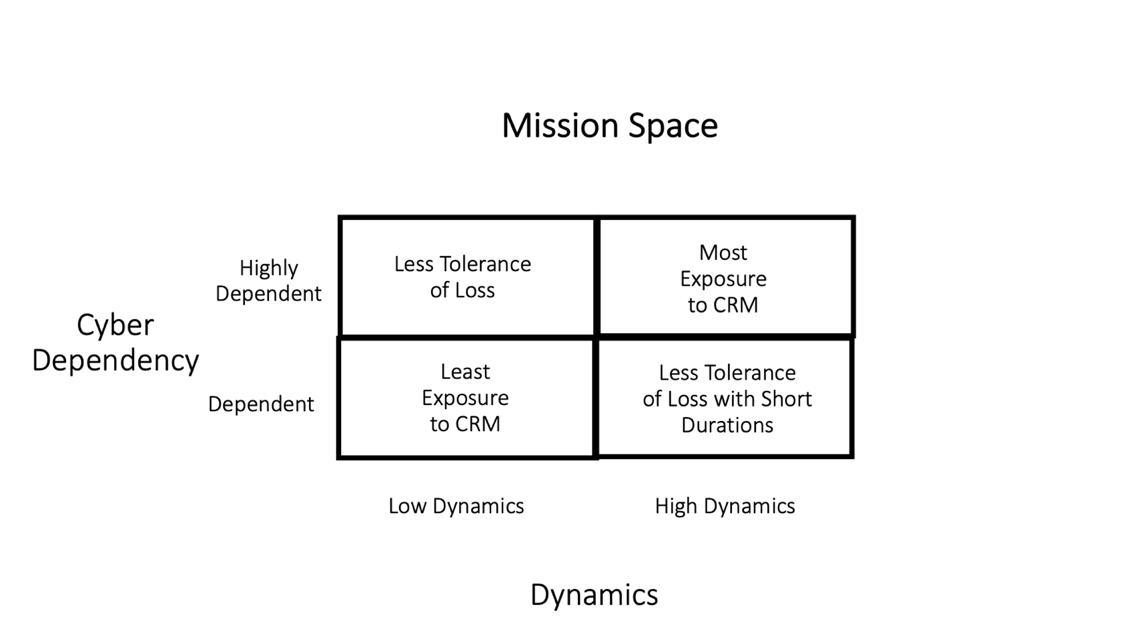 Mission Space
Highly
Dependent
Less Tolerance
of Loss
Most
Exposure
to CRM
Cyber
Dependency
Dependent
Least
Exposure
to CRM
Less Tolerance
of Loss with Short
Durations
Low Dynamics
High Dynamics
Dynamics